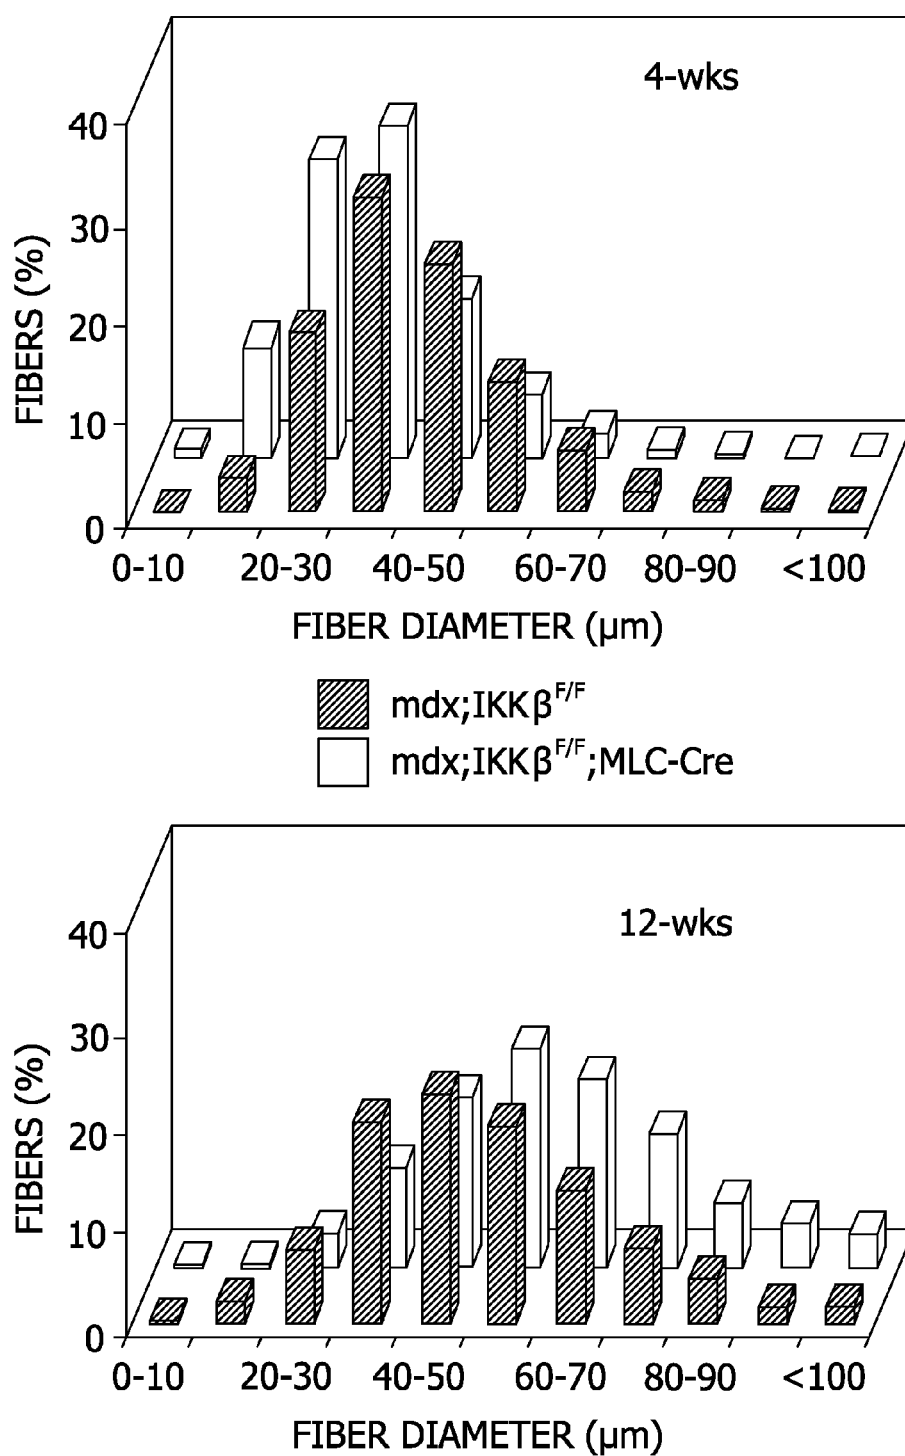 4-wks
40
30
20
10
0
FIBERS (%)
0-10 20-30 40-50 60-70 80-90 <100
FIBER DIAMETER (µm)
mdx;IKKβF/F
mdx;IKKβF/F;MLC-Cre
12-wks
40
30
20
10
0
FIBERS (%)
0-10 20-30 40-50 60-70 80-90 <100
FIBER DIAMETER (µm)